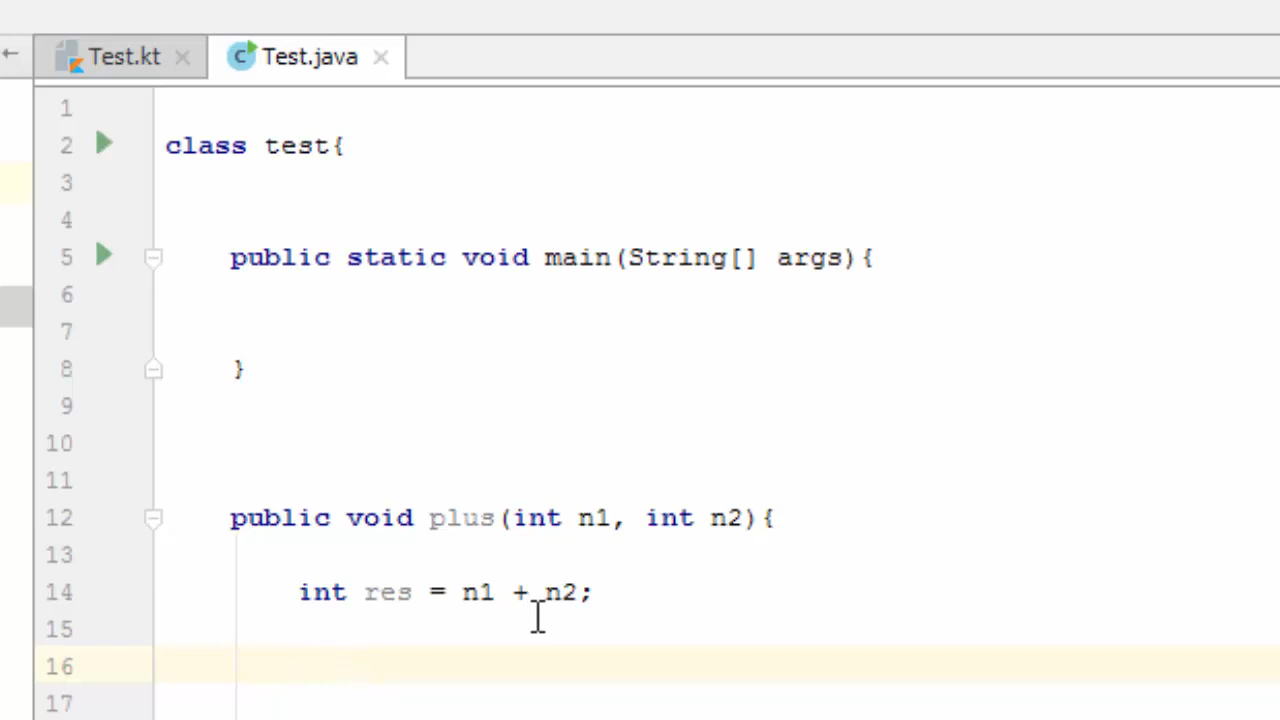 Test.kt Test.java
1
2 class test{
3
4
5 public static void main(String[] args){
6
7
8 }
9
10
11
12 public void plus(int n1, int n2){
13
14 int res = n1 + n2;
15
16
17